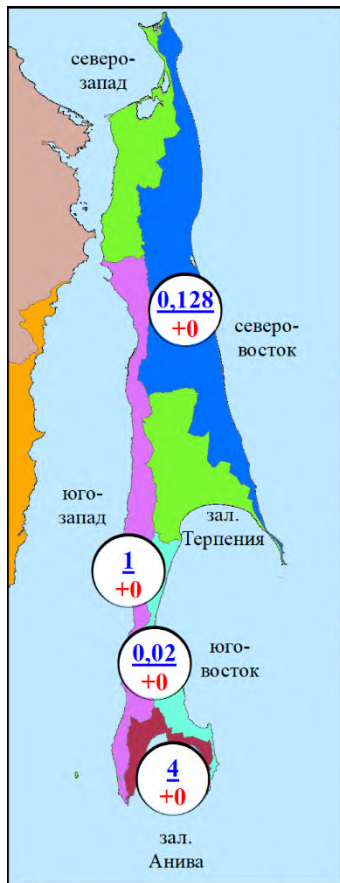 северо-
запад
0,128
+0
северо-
восток
юго-
запад
зал.
Терпения
1
+0
0,02
+0
юго-
восток
4
+0
зал.
Анива